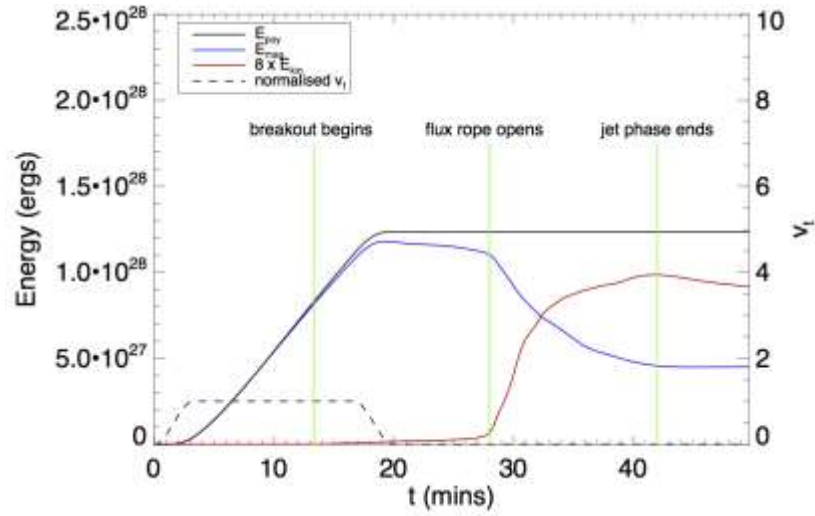 2.5•10^28
2.0•10^28
1.5•10^28
1.0•10^28
5.0•10^27
0
Energy (ergs)
E_poy
E_mag
8 x E_kin
normalised v_t
breakout begins
flux rope opens
jet phase ends
10
8
6
4
2
0
v_t
0
10
20
30
40
t (mins)